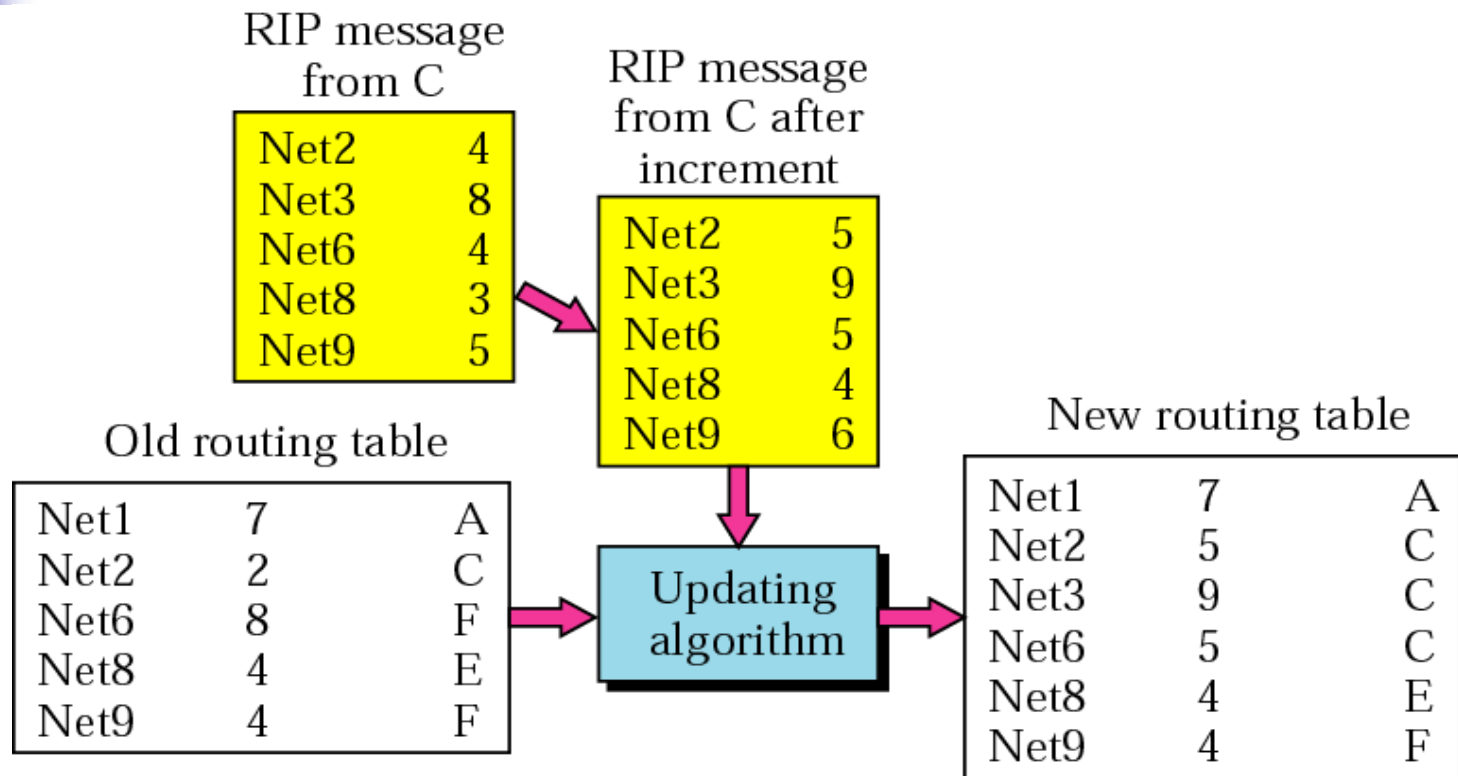 RIP message
from C
Net2 4
Net3 8
Net6 4
Net8 3
Net9 5
RIP message
from C after
increment
Net2 5
Net3 9
Net6 5
Net8 4
Net9 6
Old routing table
Net1 7 A
Net2 2 C
Net6 8 F
Net8 4 E
Net9 4 F
Updating
algorithm
New routing table
Net1 7 A
Net2 5 C
Net3 9 C
Net6 5 C
Net8 4 E
Net9 4 F